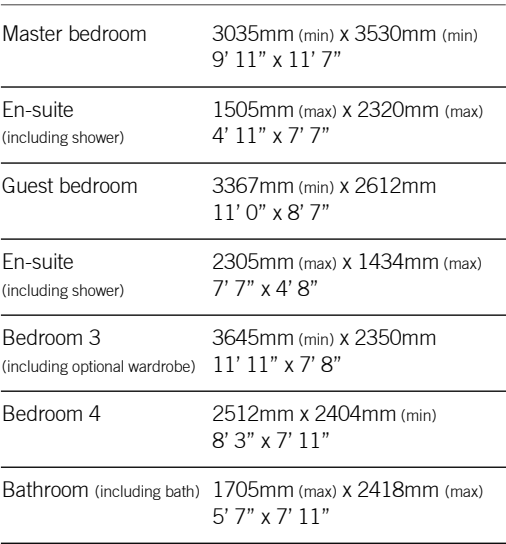 Master bedroom 3035mm (min) x 3530mm (min)
9’ 11” x 11’ 7”
En-suite 1505mm (max) x 2320mm (max)
(including shower) 4’ 11” x 7’ 7”
Guest bedroom 3367mm (min) x 2612mm
11’ 0” x 8’ 7”
En-suite 2305mm (max) x 1434mm (max)
(including shower) 7’ 7” x 4’ 8”
Bedroom 3 3645mm (min) x 2350mm
(including optional wardrobe) 11’ 11” x 7’ 8”
Bedroom 4 2512mm x 2404mm (min)
8’ 3” x 7’ 11”
Bathroom (including bath) 1705mm (max) x 2418mm (max)
5’ 7” x 7’ 11”